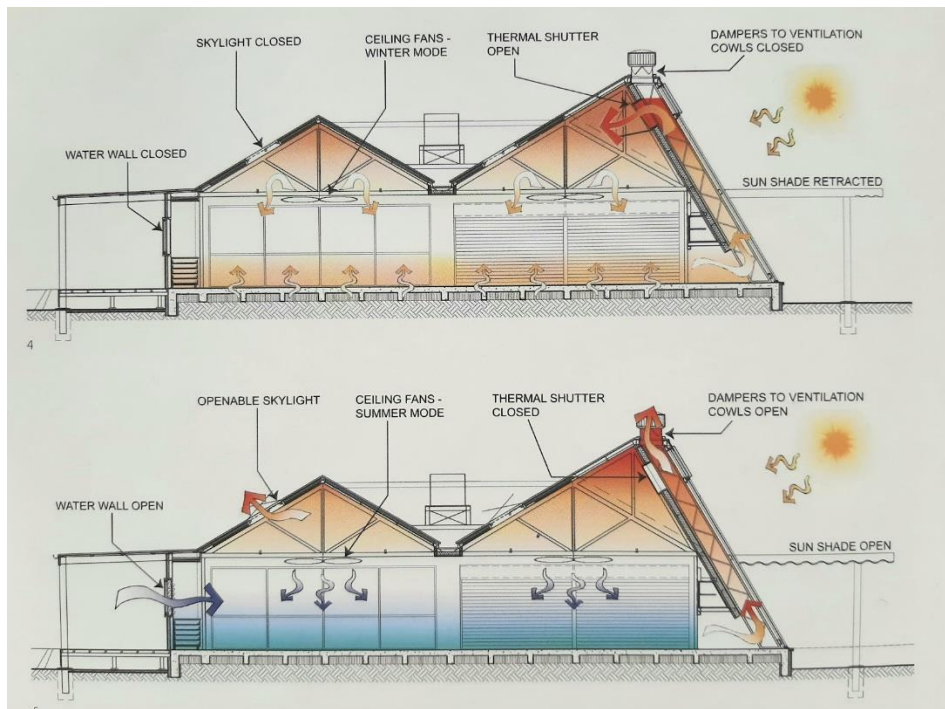 SKYLIGHT CLOSED
CEILING FANS -
WINTER MODE
THERMAL SHUTTER
OPEN
DAMPERS TO VENTILATION
COWLS CLOSED
WATER WALL CLOSED
SUN SHADE RETRACTED
4
OPENABLE SKYLIGHT
CEILING FANS -
SUMMER MODE
THERMAL SHUTTER
CLOSED
DAMPERS TO VENTILATION
COWLS OPEN
WATER WALL OPEN
SUN SHADE OPEN